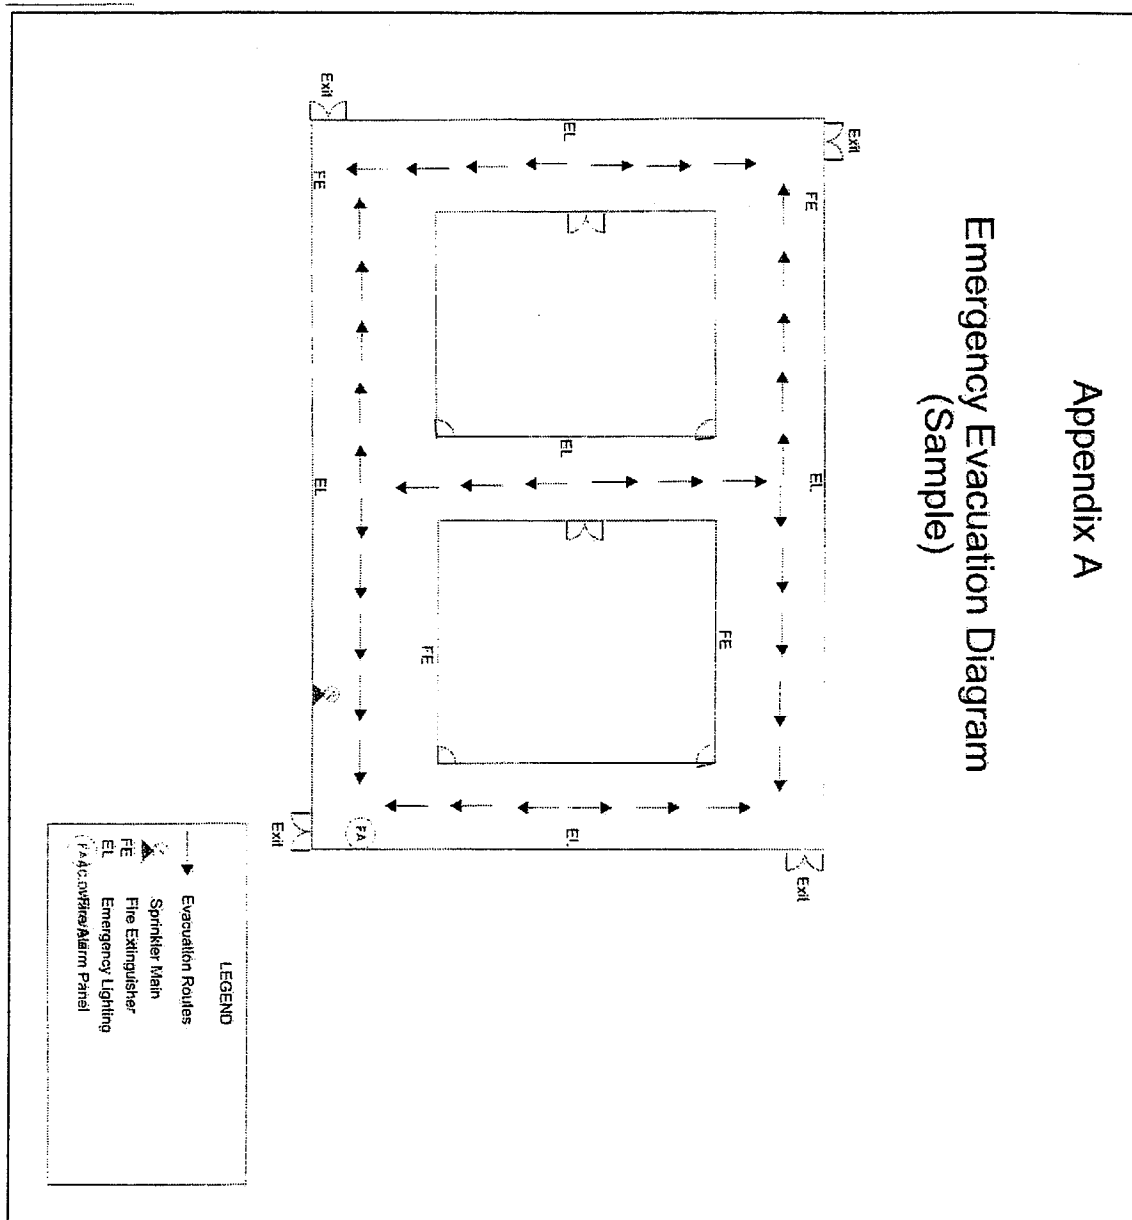 Appendix A
Emergency Evacuation Diagram
(Sample)
Exit
Exit
EL
FE
FE
EL
EL
EL
FE
FE
EL
FA
Exit
Exit
LEGEND
Evacuation Routes
Sprinkler Main
FE Fire Extinguisher
EL Emergency Lighting
FA Fire Alarm Panel